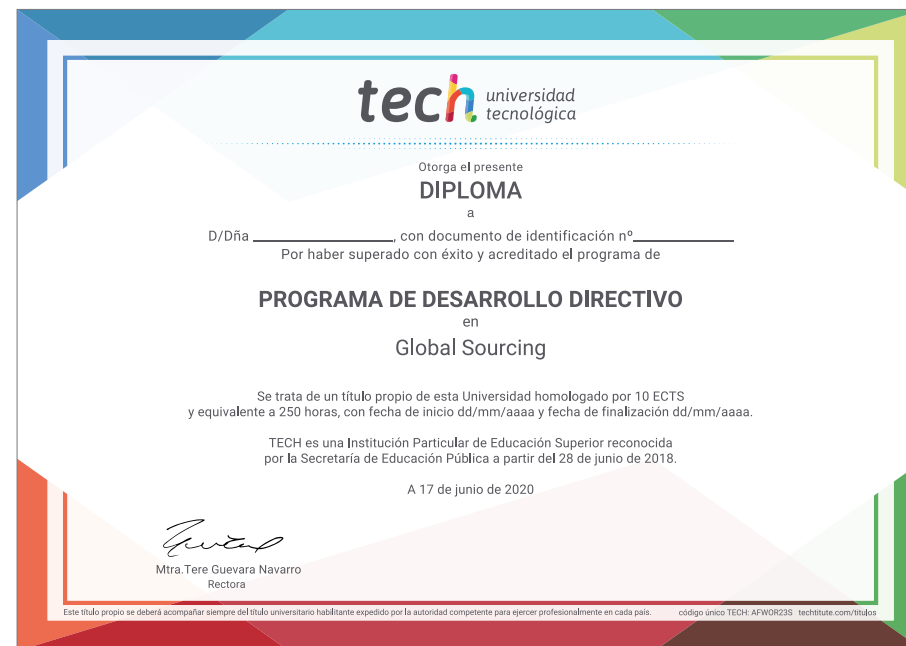 tech universidad
tecnológica
Otorga el presente
DIPLOMA
a
D/Dña ____________, con documento de identificación nº____________
Por haber superado con éxito y acreditado el programa de
PROGRAMA DE DESARROLLO DIRECTIVO
en
Global Sourcing
Se trata de un título propio de esta Universidad homologado por 10 ECTS
y equivalente a 250 horas, con fecha de inicio dd/mm/aaaa y fecha de finalización dd/mm/aaaa.
TECH es una Institución Particular de Educación Superior reconocida
por la Secretaría de Educación Pública a partir del 28 de junio de 2018.
A 17 de junio de 2020
Mtra.Tere Guevara Navarro
Rectora
Este título propio se deberá acompañar siempre del título universitario habilitante expedido por la autoridad competente para ejercer profesionalmente en cada país. código único TECH: AFWOR23S techtitute.com/titulos